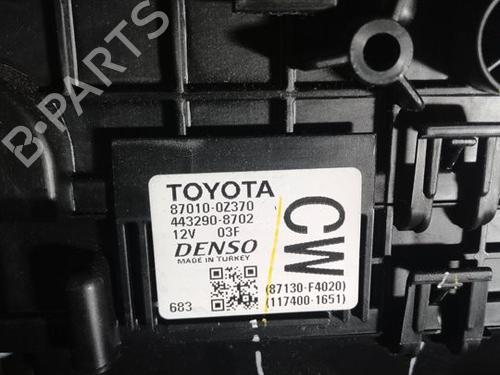 B-PARTS
TOYOTA
87010-0Z370
443290-8702
12V 03F
DENSO
MADE IN TURKEY
683
CW
(87130-F4020)
(117400-1651)